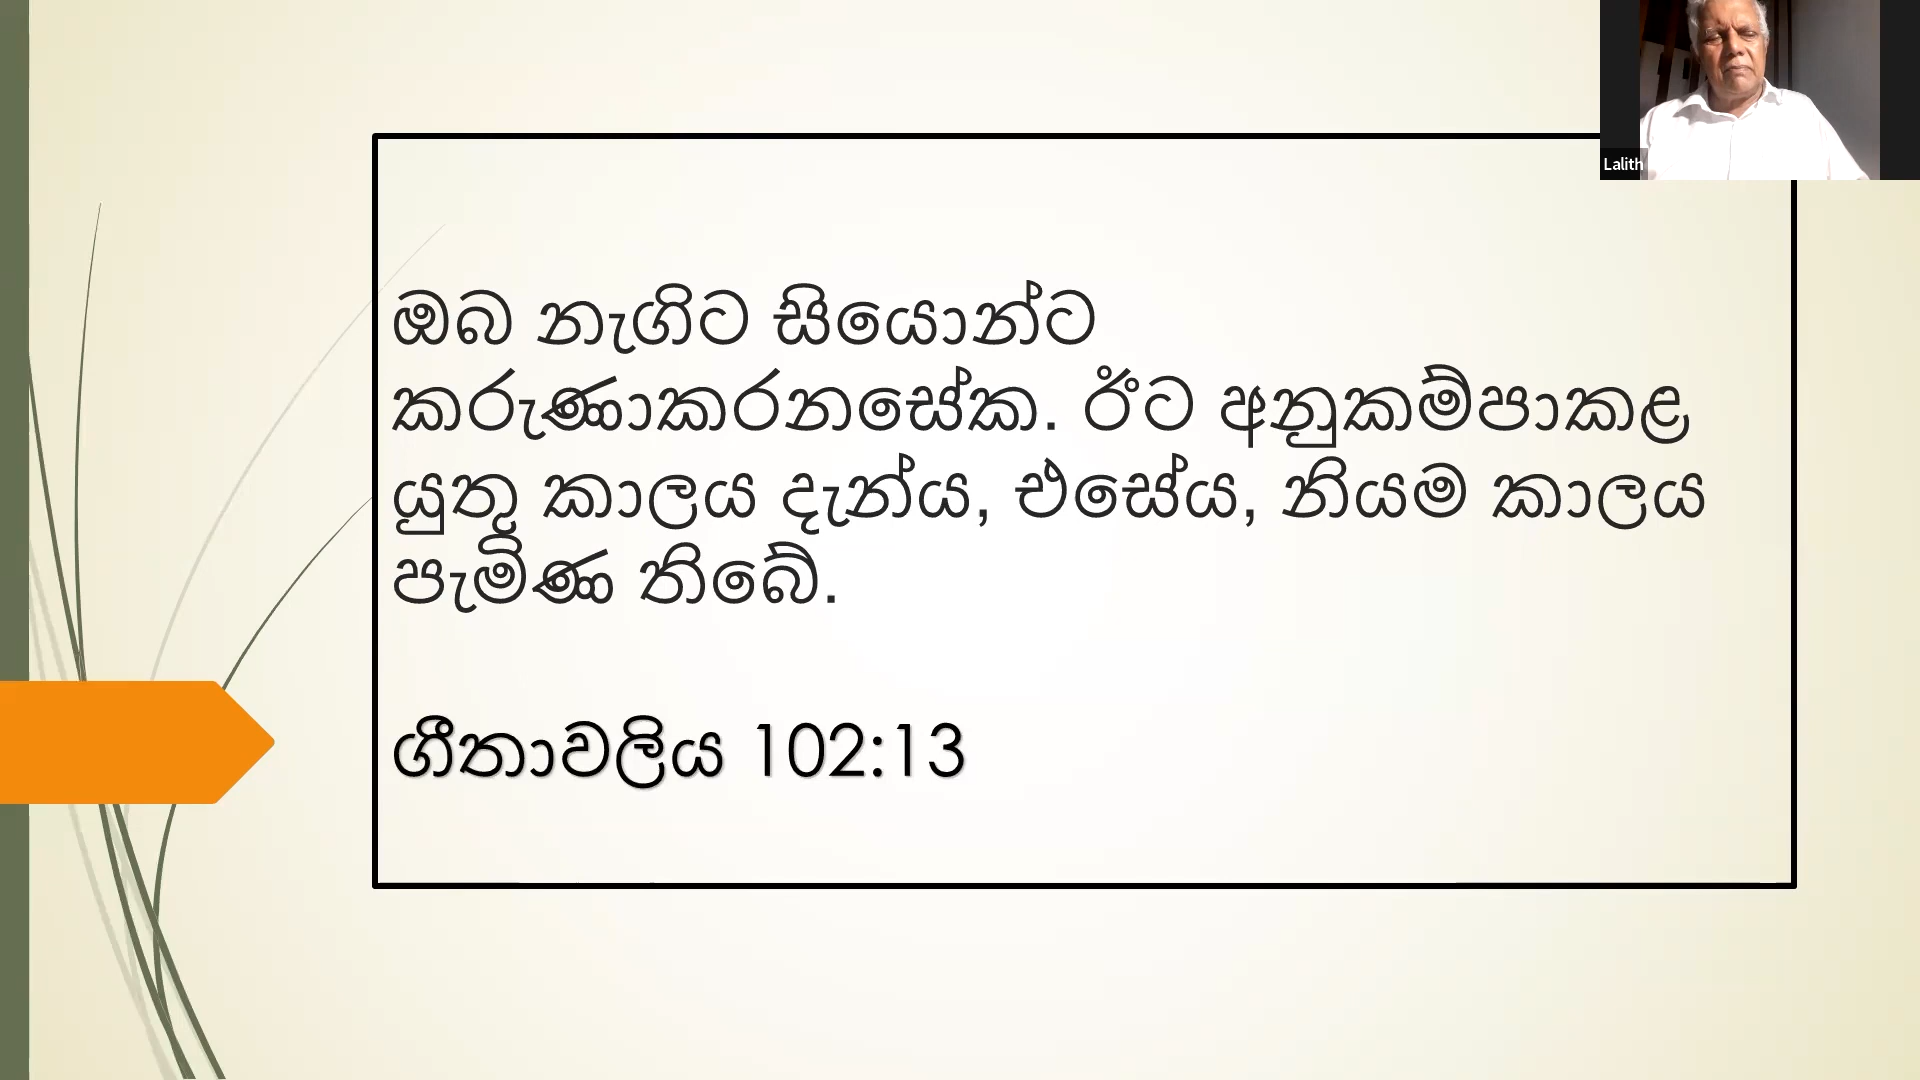 Lalith
ඔබ නැගිට සියොන්ට
කරුණාකරනසේක. ඊට අනුකම්පාකළ
යුතු කාලය දැන්ය, එසේය, නියම කාලය
පැමිණ තිබේ.
ගීතාවලිය 102:13